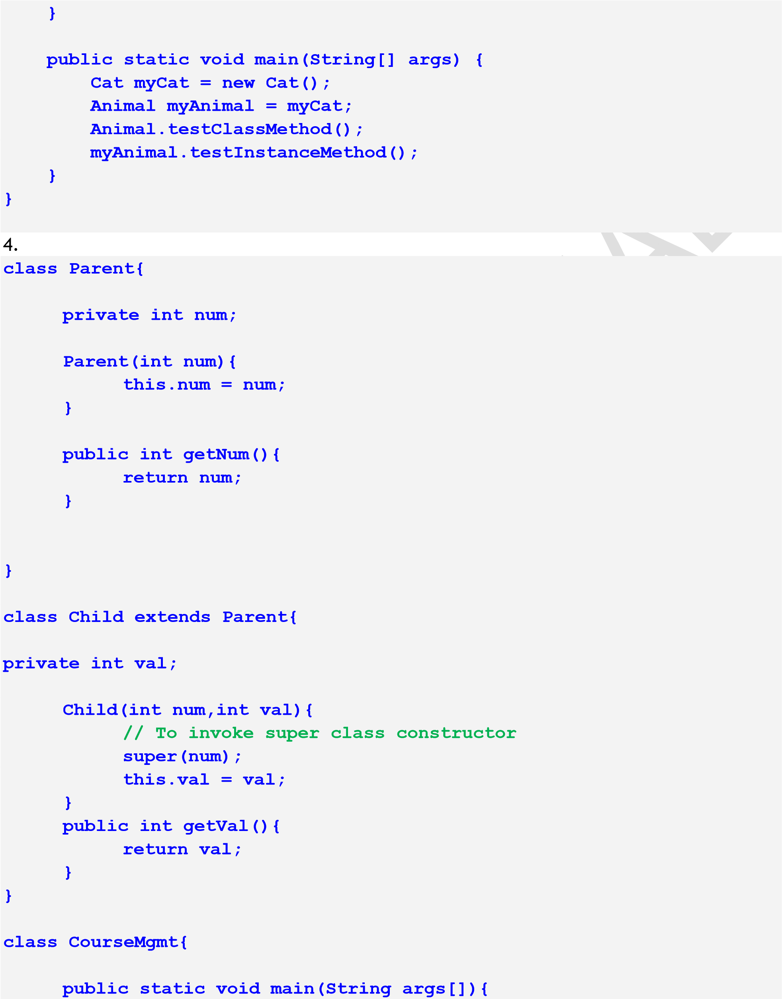 }
public static void main(String[] args) {
Cat myCat = new Cat();
Animal myAnimal = myCat;
Animal.testClassMethod();
myAnimal.testInstanceMethod();
}
}
4.
class Parent{
private int num;
Parent(int num){
this.num = num;
}
public int getNum(){
return num;
}
}
class Child extends Parent{
private int val;
Child(int num,int val){
// To invoke super class constructor
super(num);
this.val = val;
}
public int getVal(){
return val;
}
}
class CourseMgmt{
public static void main(String args[]){